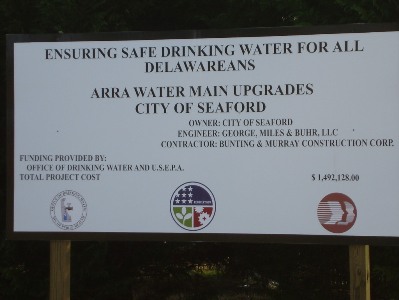 ENSURING SAFE DRINKING WATER FOR ALL
DELAWAREANS
ARRA WATER MAIN UPGRADES
CITY OF SEAFORD
OWNER: CITY OF SEAFORD
ENGINEER: GEORGE, MILES & BUHR, LLC
CONTRACTOR: BUNTING & MURRAY CONSTRUCTION CORP.
FUNDING PROVIDED BY:
OFFICE OF DRINKING WATER AND U.S.E.P.A.
TOTAL PROJECT COST $ 1,492,128.00